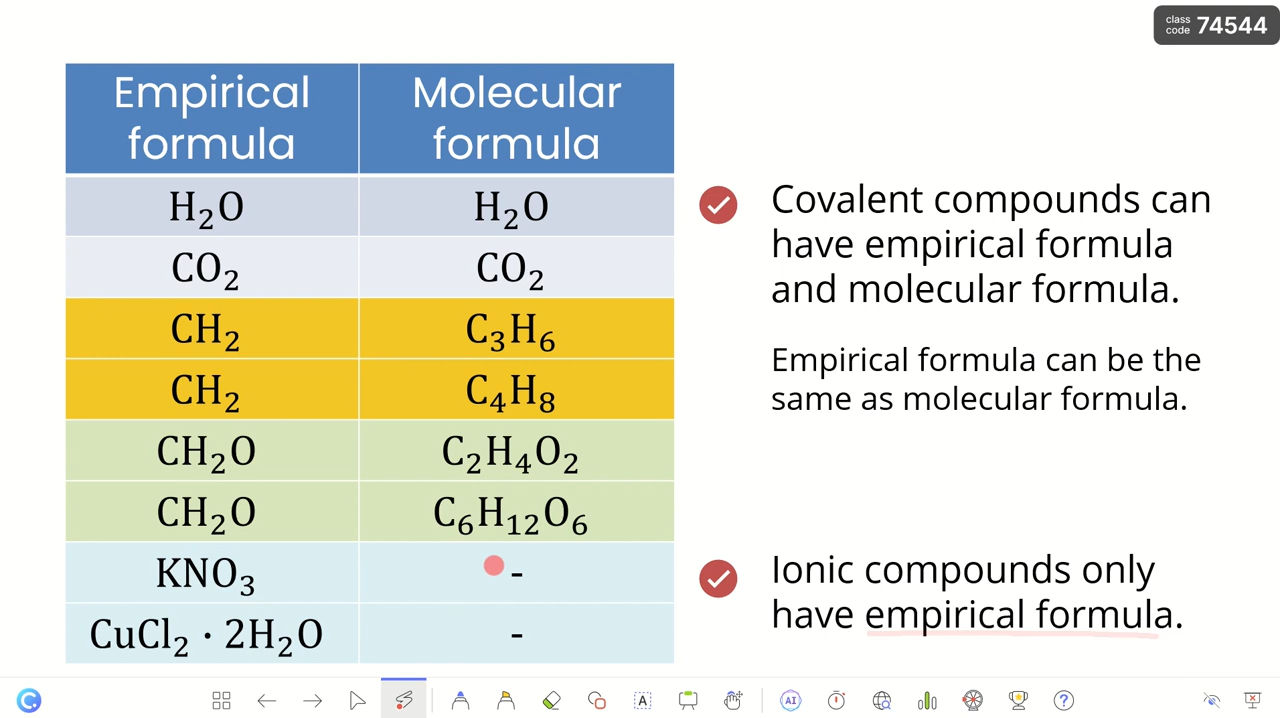 class
code 74544
Empirical formula | Molecular formula
H₂O | H₂O
CO₂ | CO₂
CH₂ | C₃H₆
CH₂ | C₄H₈
CH₂O | C₂H₄O₂
CH₂O | C₆H₁₂O₆
KNO₃ | -
CuCl₂ · 2H₂O | -
Covalent compounds can
have empirical formula
and molecular formula.
Empirical formula can be the
same as molecular formula.
Ionic compounds only
have empirical formula.
C A AI ?